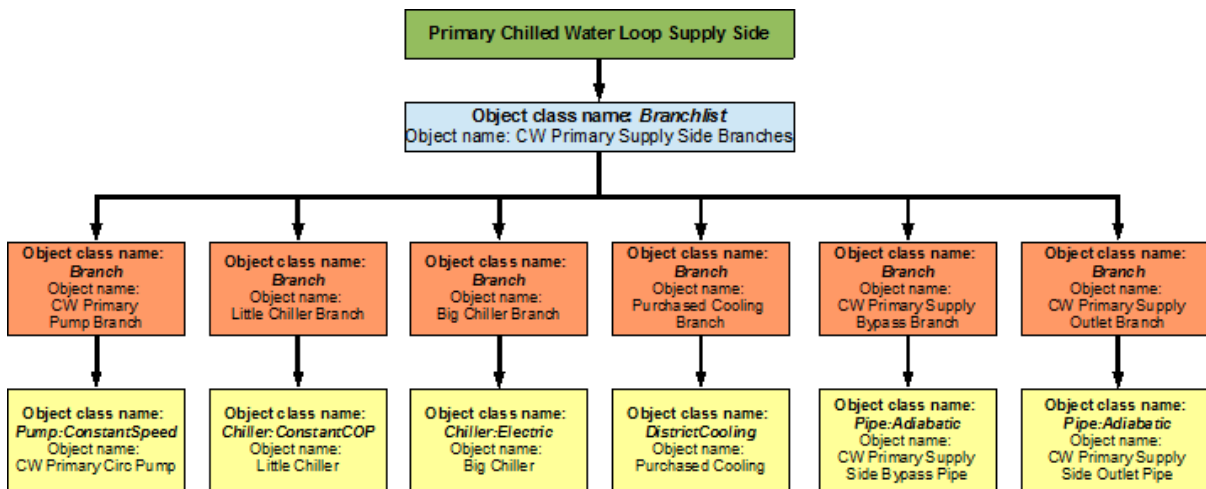 Primary Chilled Water Loop Supply Side
Object class name: Branchlist
Object name: CW Primary Supply Side Branches
Object class name:
Branch
Object name:
CW Primary
Pump Branch
Object class name:
Branch
Object name:
Little Chiller Branch
Object class name:
Branch
Object name:
Big Chiller Branch
Object class name:
Branch
Object name:
Purchased Cooling
Branch
Object class name:
Branch
Object name:
CW Primary Supply
Bypass Branch
Object class name:
Branch
Object name:
CW Primary Supply
Outlet Branch
Object class name:
Pump:ConstantSpeed
Object name:
CW Primary Circ Pump
Object class name:
Chiller:ConstantCOP
Object name:
Little Chiller
Object class name:
Chiller:Electric
Object name:
Big Chiller
Object class name:
DistrictCooling
Object name:
Purchased Cooling
Object class name:
Pipe:Adiabatic
Object name:
CW Primary Supply
Side Bypass Pipe
Object class name:
Pipe:Adiabatic
Object name:
CW Primary Supply
Side Outlet Pipe